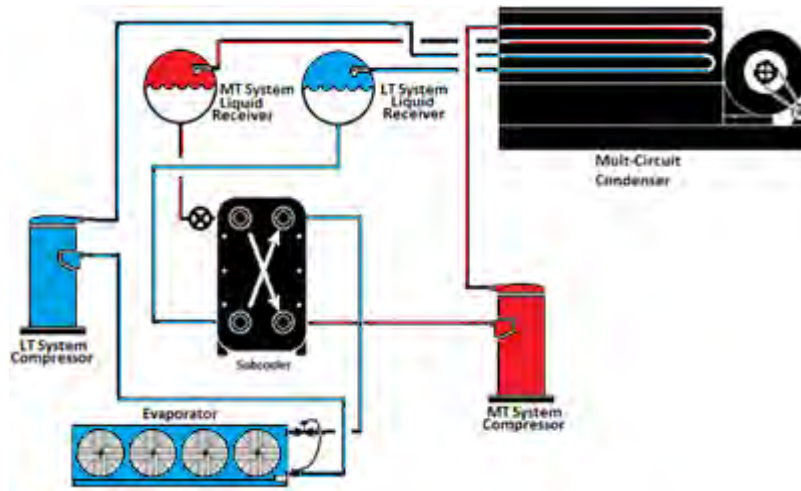 MT System
Liquid
Receiver
LT System
Liquid
Receiver
Mult-Circuit
Condenser
LT System
Compressor
Subcooler
Evaporator
MT System
Compressor